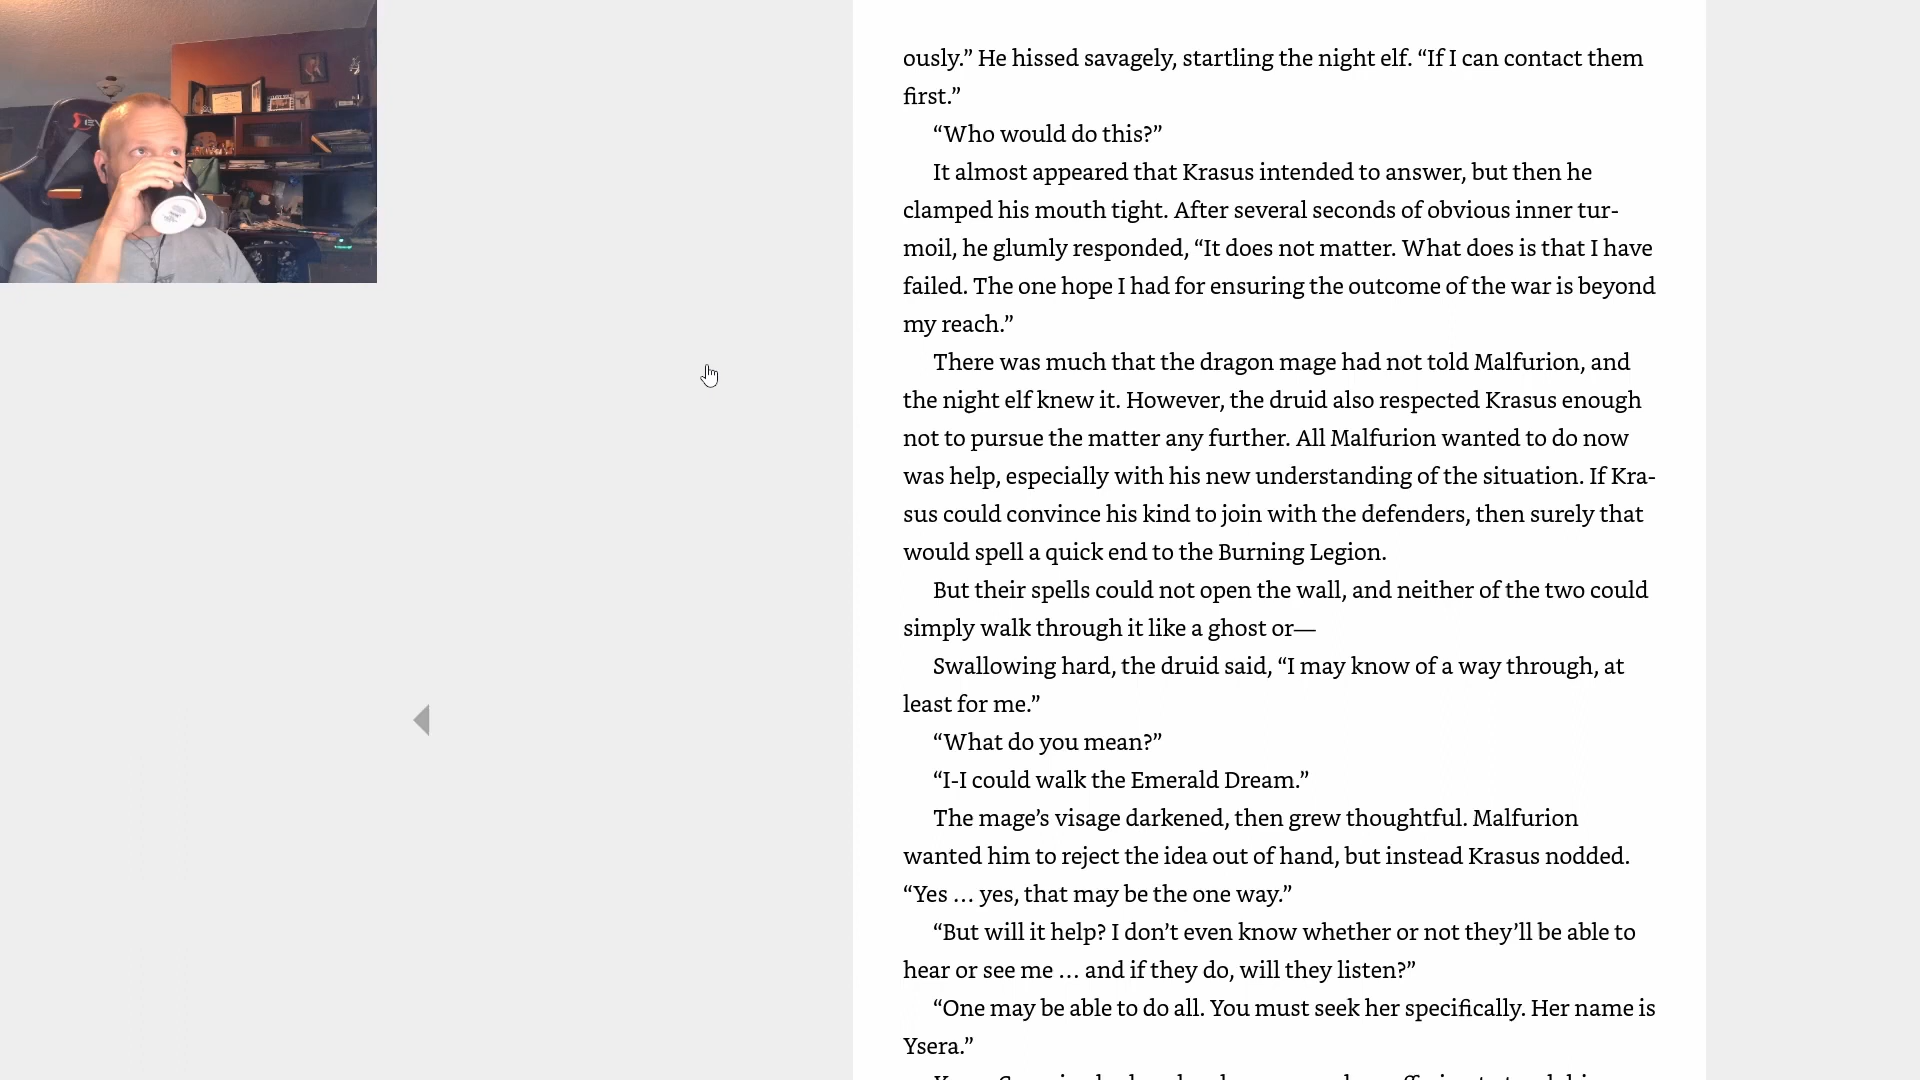 ously.” He hissed savagely, startling the night elf. “If I can contact them
first.”
“Who would do this?”
It almost appeared that Krasus intended to answer, but then he
clamped his mouth tight. After several seconds of obvious inner tur-
moil, he glumly responded, “It does not matter. What does is that I have
failed. The one hope I had for ensuring the outcome of the war is beyond
my reach.”
There was much that the dragon mage had not told Malfurion, and
the night elf knew it. However, the druid also respected Krasus enough
not to pursue the matter any further. All Malfurion wanted to do now
was help, especially with his new understanding of the situation. If Kra-
sus could convince his kind to join with the defenders, then surely that
would spell a quick end to the Burning Legion.
But their spells could not open the wall, and neither of the two could
simply walk through it like a ghost or—
Swallowing hard, the druid said, “I may know of a way through, at
least for me.”
“What do you mean?”
“I-I could walk the Emerald Dream.”
The mage’s visage darkened, then grew thoughtful. Malfurion
wanted him to reject the idea out of hand, but instead Krasus nodded.
“Yes … yes, that may be the one way.”
“But will it help? I don’t even know whether or not they’ll be able to
hear or see me … and if they do, will they listen?”
“One may be able to do all. You must seek her specifically. Her name is
Ysera.”